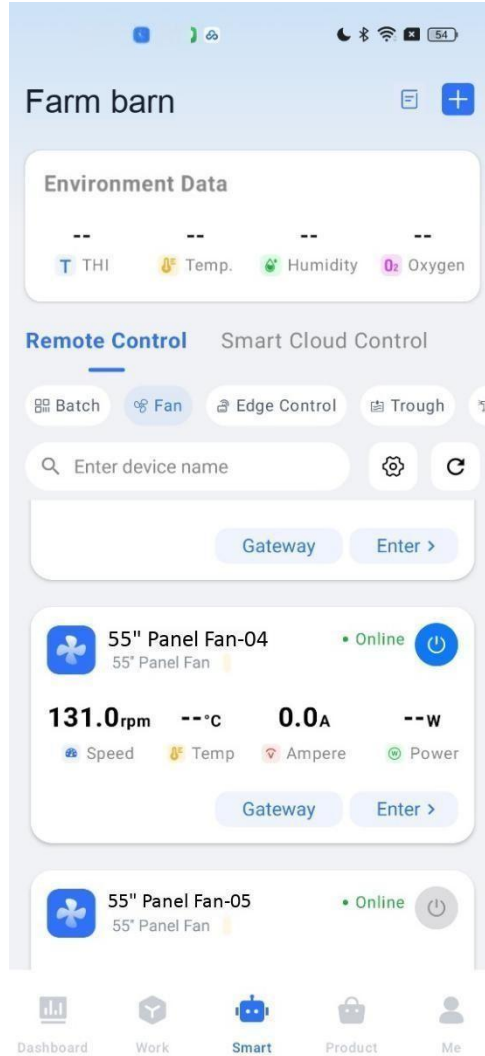 54
Farm barn
Environment Data
-- -- -- --
T THI Temp. Humidity O₂ Oxygen
Remote Control Smart Cloud Control
Batch Fan Edge Control Trough
Enter device name
Gateway Enter >
55" Panel Fan-04 • Online
55" Panel Fan
131.0rpm --°C 0.0A --W
Speed Temp Ampere W Power
Gateway Enter >
55" Panel Fan-05 • Online
55" Panel Fan
Dashboard Work Smart Product Me